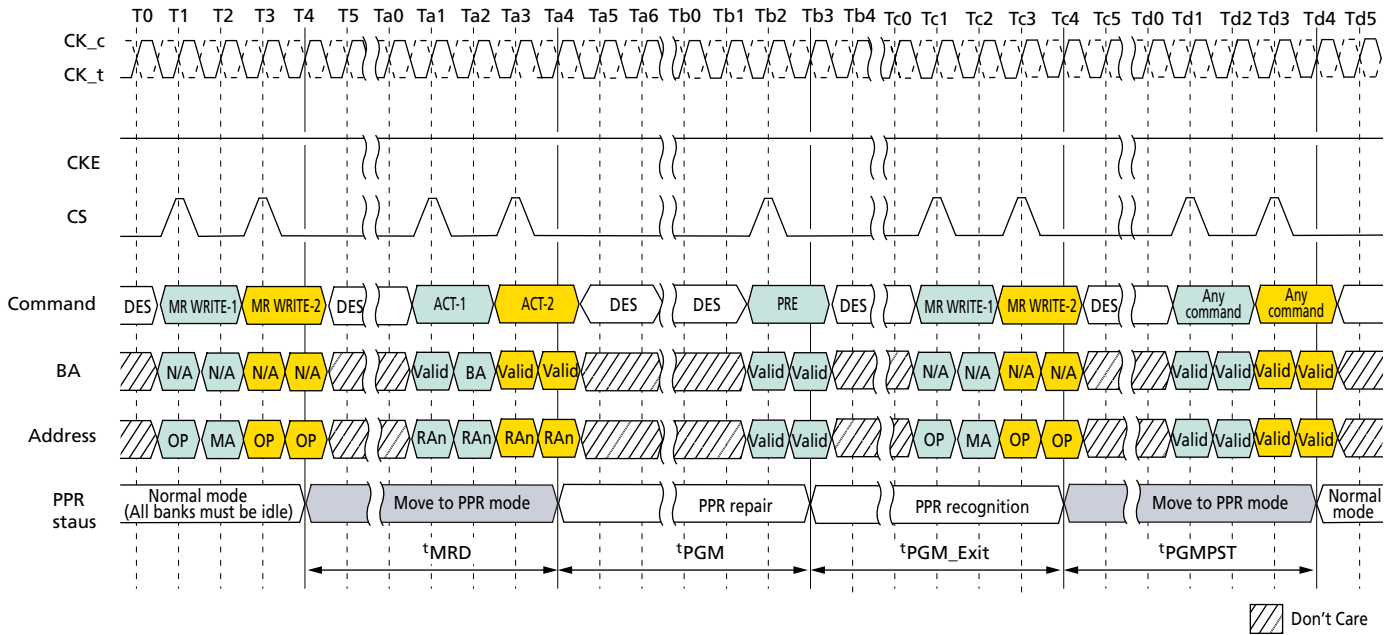 T0 T1 T2 T3 T4 T5 Ta0 Ta1 Ta2 Ta3 Ta4 Ta5 Ta6 Tb0 Tb1 Tb2 Tb3 Tb4 Tc0 Tc1 Tc2 Tc3 Tc4 Tc5 Td0 Td1 Td2 Td3 Td4 Td5
CK_c
CK_t
CKE
CS
Command DES MR WRITE-1 MR WRITE-2 DES ACT-1 ACT-2 DES DES PRE DES MR WRITE-1 MR WRITE-2 DES Any command Any command
BA N/A N/A N/A N/A Valid BA Valid Valid Valid Valid N/A N/A N/A N/A Valid Valid Valid Valid
Address OP MA OP OP RAn RAn RAn RAn Valid Valid OP MA OP OP Valid Valid Valid Valid
PPR
staus
Normal mode
(All banks must be idle)
Move to PPR mode
PPR repair
PPR recognition
Move to PPR mode
Normal
mode
tMRD tPGM tPGM_Exit tPGMPST
Don't Care